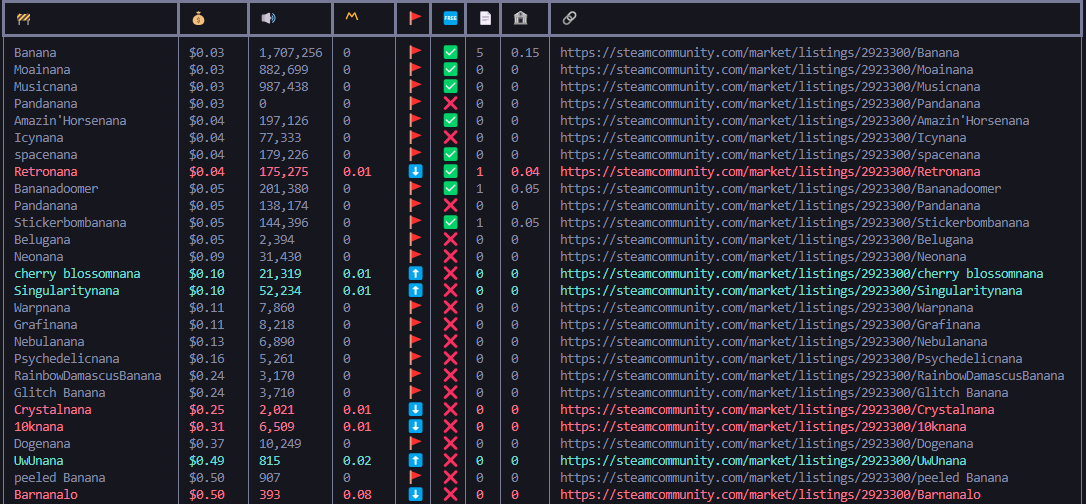 FREE
Banana $0.03 1,707,256 0 5 0.15 https://steamcommunity.com/market/listings/2923300/Banana
Moainana $0.03 882,699 0 0 0 https://steamcommunity.com/market/listings/2923300/Moainana
Musicnana $0.03 987,438 0 0 0 https://steamcommunity.com/market/listings/2923300/Musicnana
Pandanana $0.03 0 0 0 0 https://steamcommunity.com/market/listings/2923300/Pandanana
Amazin'Horsenana $0.04 197,126 0 0 0 https://steamcommunity.com/market/listings/2923300/Amazin'Horsenana
Icynana $0.04 77,333 0 0 0 https://steamcommunity.com/market/listings/2923300/Icynana
spacenana $0.04 179,226 0 0 0 https://steamcommunity.com/market/listings/2923300/spacenana
Retronana $0.04 175,275 0.01 1 0.04 https://steamcommunity.com/market/listings/2923300/Retronana
Bananadoomer $0.05 201,380 0 1 0.05 https://steamcommunity.com/market/listings/2923300/Bananadoomer
Pandanana $0.05 138,174 0 0 0 https://steamcommunity.com/market/listings/2923300/Pandanana
Stickerbombanana $0.05 144,396 0 1 0.05 https://steamcommunity.com/market/listings/2923300/Stickerbombanana
Belugana $0.05 2,394 0 0 0 https://steamcommunity.com/market/listings/2923300/Belugana
Neonana $0.09 31,430 0 0 0 https://steamcommunity.com/market/listings/2923300/Neonana
cherry blossomnana $0.10 21,319 0.01 0 0 https://steamcommunity.com/market/listings/2923300/cherry blossomnana
Singularitynana $0.10 52,234 0.01 0 0 https://steamcommunity.com/market/listings/2923300/Singularitynana
Warpnana $0.11 7,860 0 0 0 https://steamcommunity.com/market/listings/2923300/Warpnana
Grafinana $0.11 8,218 0 0 0 https://steamcommunity.com/market/listings/2923300/Grafinana
Nebulanana $0.13 6,890 0 0 0 https://steamcommunity.com/market/listings/2923300/Nebulanana
Psychedelicnana $0.16 5,261 0 0 0 https://steamcommunity.com/market/listings/2923300/Psychedelicnana
RainbowDamascusBanana $0.24 3,170 0 0 0 https://steamcommunity.com/market/listings/2923300/RainbowDamascusBanana
Glitch Banana $0.24 3,710 0 0 0 https://steamcommunity.com/market/listings/2923300/Glitch Banana
Crystalnana $0.25 2,021 0.01 0 0 https://steamcommunity.com/market/listings/2923300/Crystalnana
10knana $0.31 6,509 0.01 0 0 https://steamcommunity.com/market/listings/2923300/10knana
Dogenana $0.37 10,249 0 0 0 https://steamcommunity.com/market/listings/2923300/Dogenana
UwUnana $0.49 815 0.02 0 0 https://steamcommunity.com/market/listings/2923300/UwUnana
peeled Banana $0.50 907 0 0 0 https://steamcommunity.com/market/listings/2923300/peeled Banana
Barnanalo $0.50 393 0.08 0 0 https://steamcommunity.com/market/listings/2923300/Barnanalo